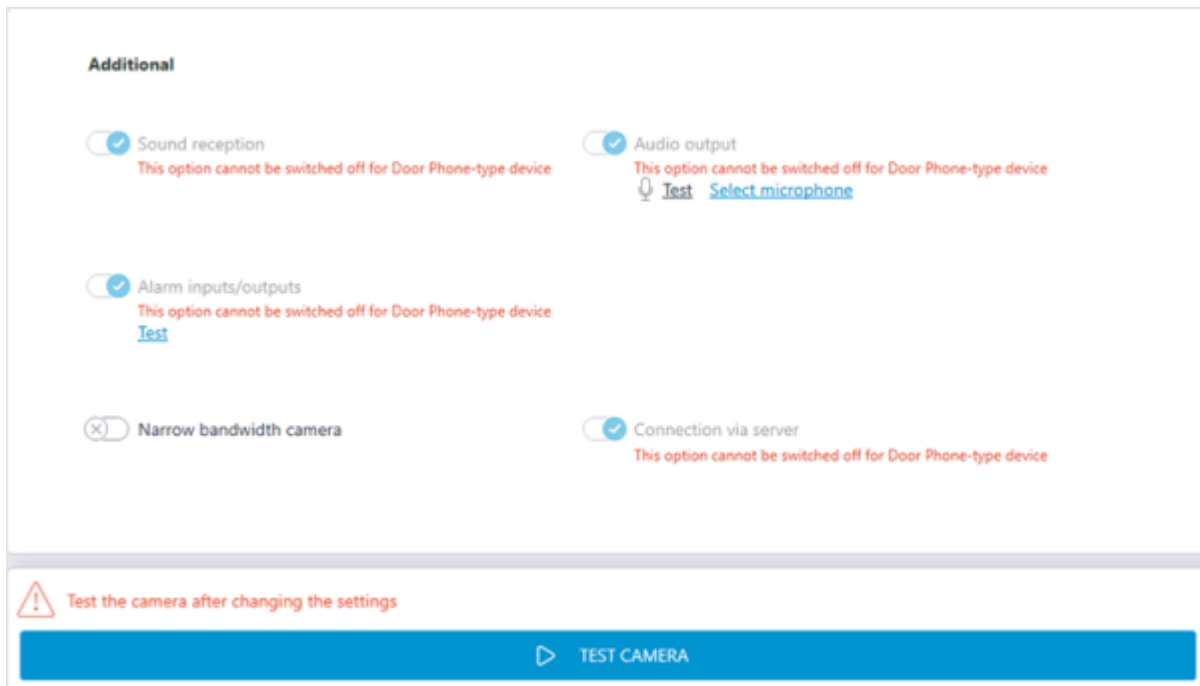 Additional
Sound reception
This option cannot be switched off for Door Phone-type device
Audio output
This option cannot be switched off for Door Phone-type device
Test Select microphone
Alarm inputs/outputs
This option cannot be switched off for Door Phone-type device
Test
Narrow bandwidth camera
Connection via server
This option cannot be switched off for Door Phone-type device
Test the camera after changing the settings
TEST CAMERA